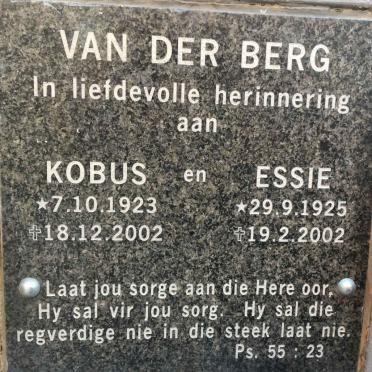 VAN DER BERG
In liefdevolle herinnering
aan
KOBUS en ESSIE
★7.10.1923 ★29.9.1925
✝18.12.2002 ✝19.2.2002
Laat jou sorge aan die Here oor,
Hy sal vir jou sorg. Hy sal die
regverdige nie in die steek laat nie.
Ps. 55 : 23